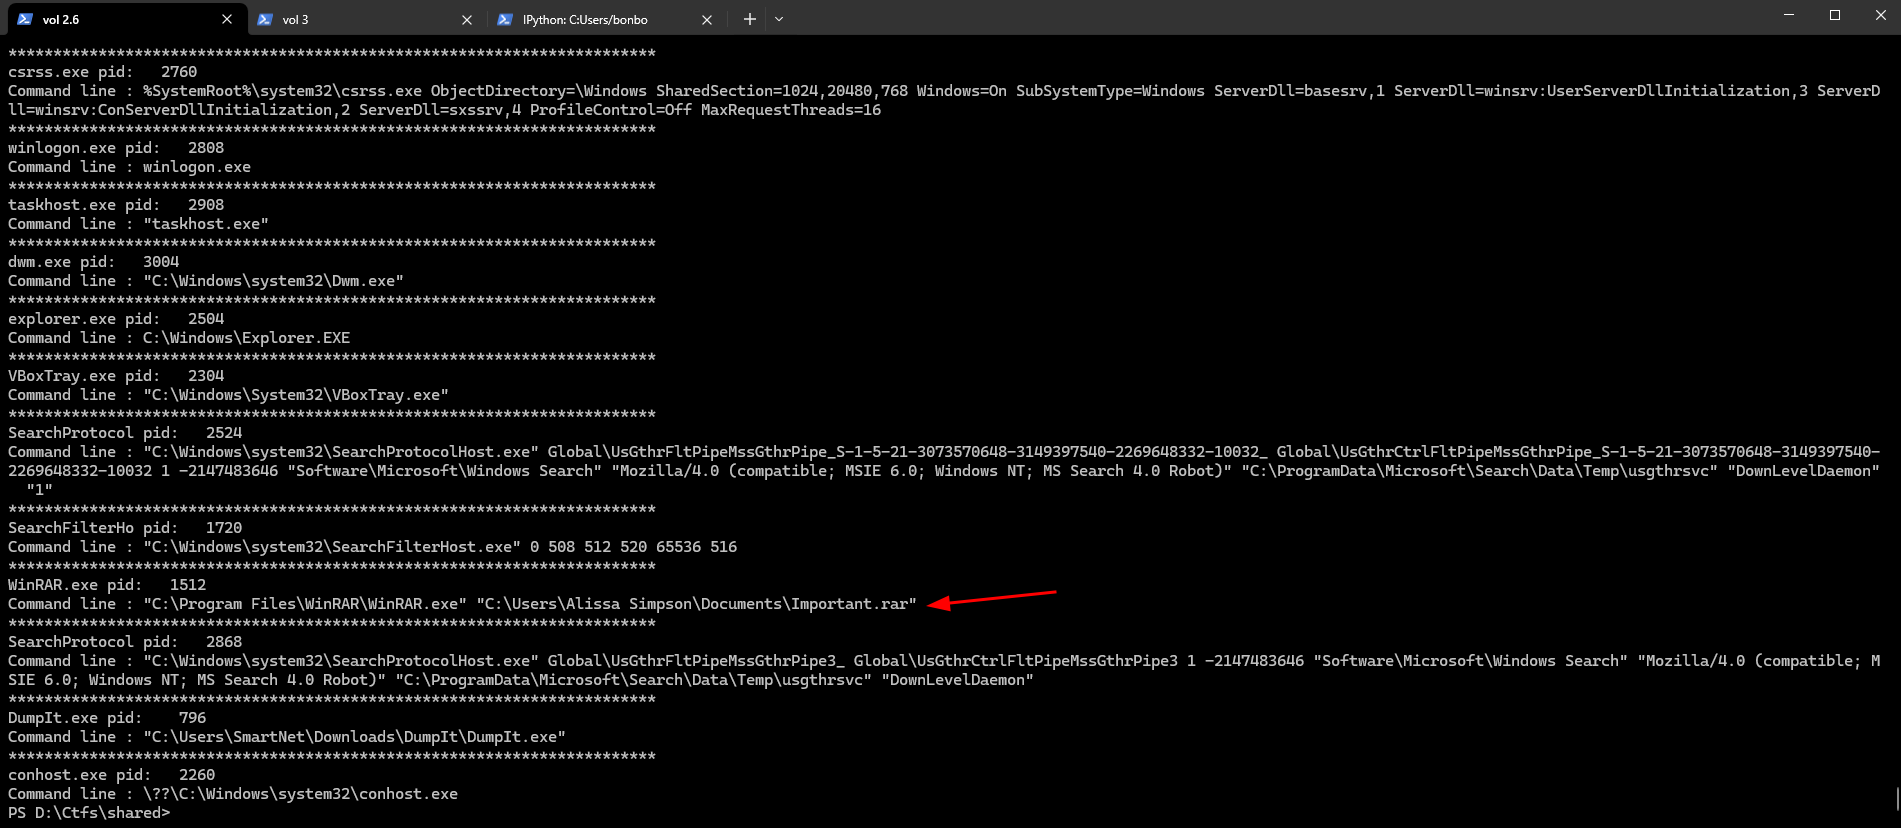 vol 2.6
vol 3
IPython: C:Users/bonbo
************************************************************************
csrss.exe pid:   2760
Command line : %SystemRoot%\system32\csrss.exe ObjectDirectory=\Windows SharedSection=1024,20480,768 Windows=On SubSystemType=Windows ServerDll=basesrv,1 ServerDll=winsrv:UserServerDllInitialization,3 ServerD
ll=winsrv:ConServerDllInitialization,2 ServerDll=sxssrv,4 ProfileControl=Off MaxRequestThreads=16
************************************************************************
winlogon.exe pid:   2808
Command line : winlogon.exe
************************************************************************
taskhost.exe pid:   2908
Command line : "taskhost.exe"
************************************************************************
dwm.exe pid:   3004
Command line : "C:\Windows\system32\Dwm.exe"
************************************************************************
explorer.exe pid:   2504
Command line : C:\Windows\Explorer.EXE
************************************************************************
VBoxTray.exe pid:   2304
Command line : "C:\Windows\System32\VBoxTray.exe"
************************************************************************
SearchProtocol pid:   2524
Command line : "C:\Windows\system32\SearchProtocolHost.exe" Global\UsGthrFltPipeMssGthrPipe_S-1-5-21-3073570648-3149397540-2269648332-10032_ Global\UsGthrCtrlFltPipeMssGthrPipe_S-1-5-21-3073570648-3149397540-
2269648332-10032 1 -2147483646 "Software\Microsoft\Windows Search" "Mozilla/4.0 (compatible; MSIE 6.0; Windows NT; MS Search 4.0 Robot)" "C:\ProgramData\Microsoft\Search\Data\Temp\usgthrsvc" "DownLevelDaemon"
  "1"
************************************************************************
SearchFilterHo pid:   1720
Command line : "C:\Windows\system32\SearchFilterHost.exe" 0 508 512 520 65536 516
************************************************************************
WinRAR.exe pid:   1512
Command line : "C:\Program Files\WinRAR\WinRAR.exe" "C:\Users\Alissa Simpson\Documents\Important.rar"
************************************************************************
SearchProtocol pid:   2868
Command line : "C:\Windows\system32\SearchProtocolHost.exe" Global\UsGthrFltPipeMssGthrPipe3_ Global\UsGthrCtrlFltPipeMssGthrPipe3 1 -2147483646 "Software\Microsoft\Windows Search" "Mozilla/4.0 (compatible; M
SIE 6.0; Windows NT; MS Search 4.0 Robot)" "C:\ProgramData\Microsoft\Search\Data\Temp\usgthrsvc" "DownLevelDaemon"
************************************************************************
DumpIt.exe pid:    796
Command line : "C:\Users\SmartNet\Downloads\DumpIt\DumpIt.exe"
************************************************************************
conhost.exe pid:   2260
Command line : \??\C:\Windows\system32\conhost.exe
PS D:\Ctfs\shared>